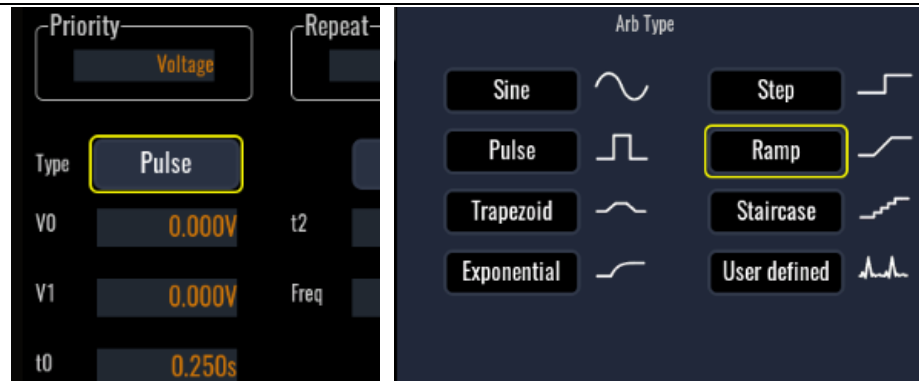 Priority
Repeat
Voltage
Type
Pulse
V0
0.000V
t2
V1
0.000V
Freq
t0
0.250s
Arb Type
Sine
Step
Pulse
Ramp
Trapezoid
Staircase
Exponential
User defined